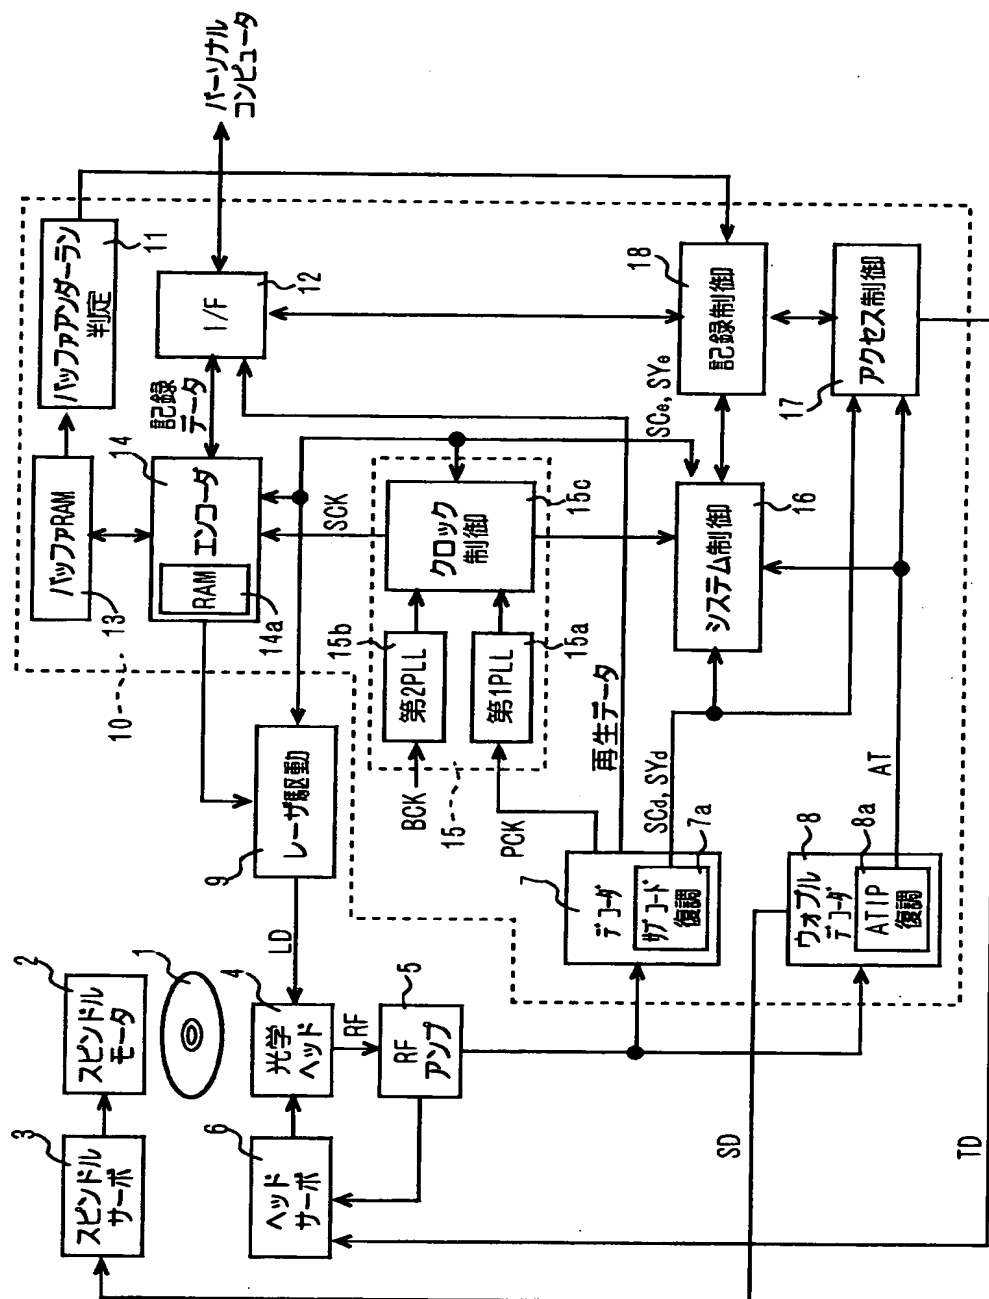 3
スピンドル
サーボ
2
スピンドル
モータ
1
6
ヘッド
サーボ
4
光学
ヘッド
RF
5
RF
アンプ
LD
9
レーザ駆動
10
13
バッファRAM
バッファアンダーラン
判定
11
14
エンコーダ
RAM
14a
記録
データ
I/F
12
パーソナル
コンピュータ
SCK
BCK
PCK
15
15b
第2PLL
第1PLL
15a
クロック
制御
15c
再生データ
7
デコーダ
サブコード
復調
7a
SCd, SYd
8
ウォブル
デコーダ
ATIP
復調
8a
AT
システム制御
16
SCe, SYe
18
記録制御
17
アクセス制御
SD
TD